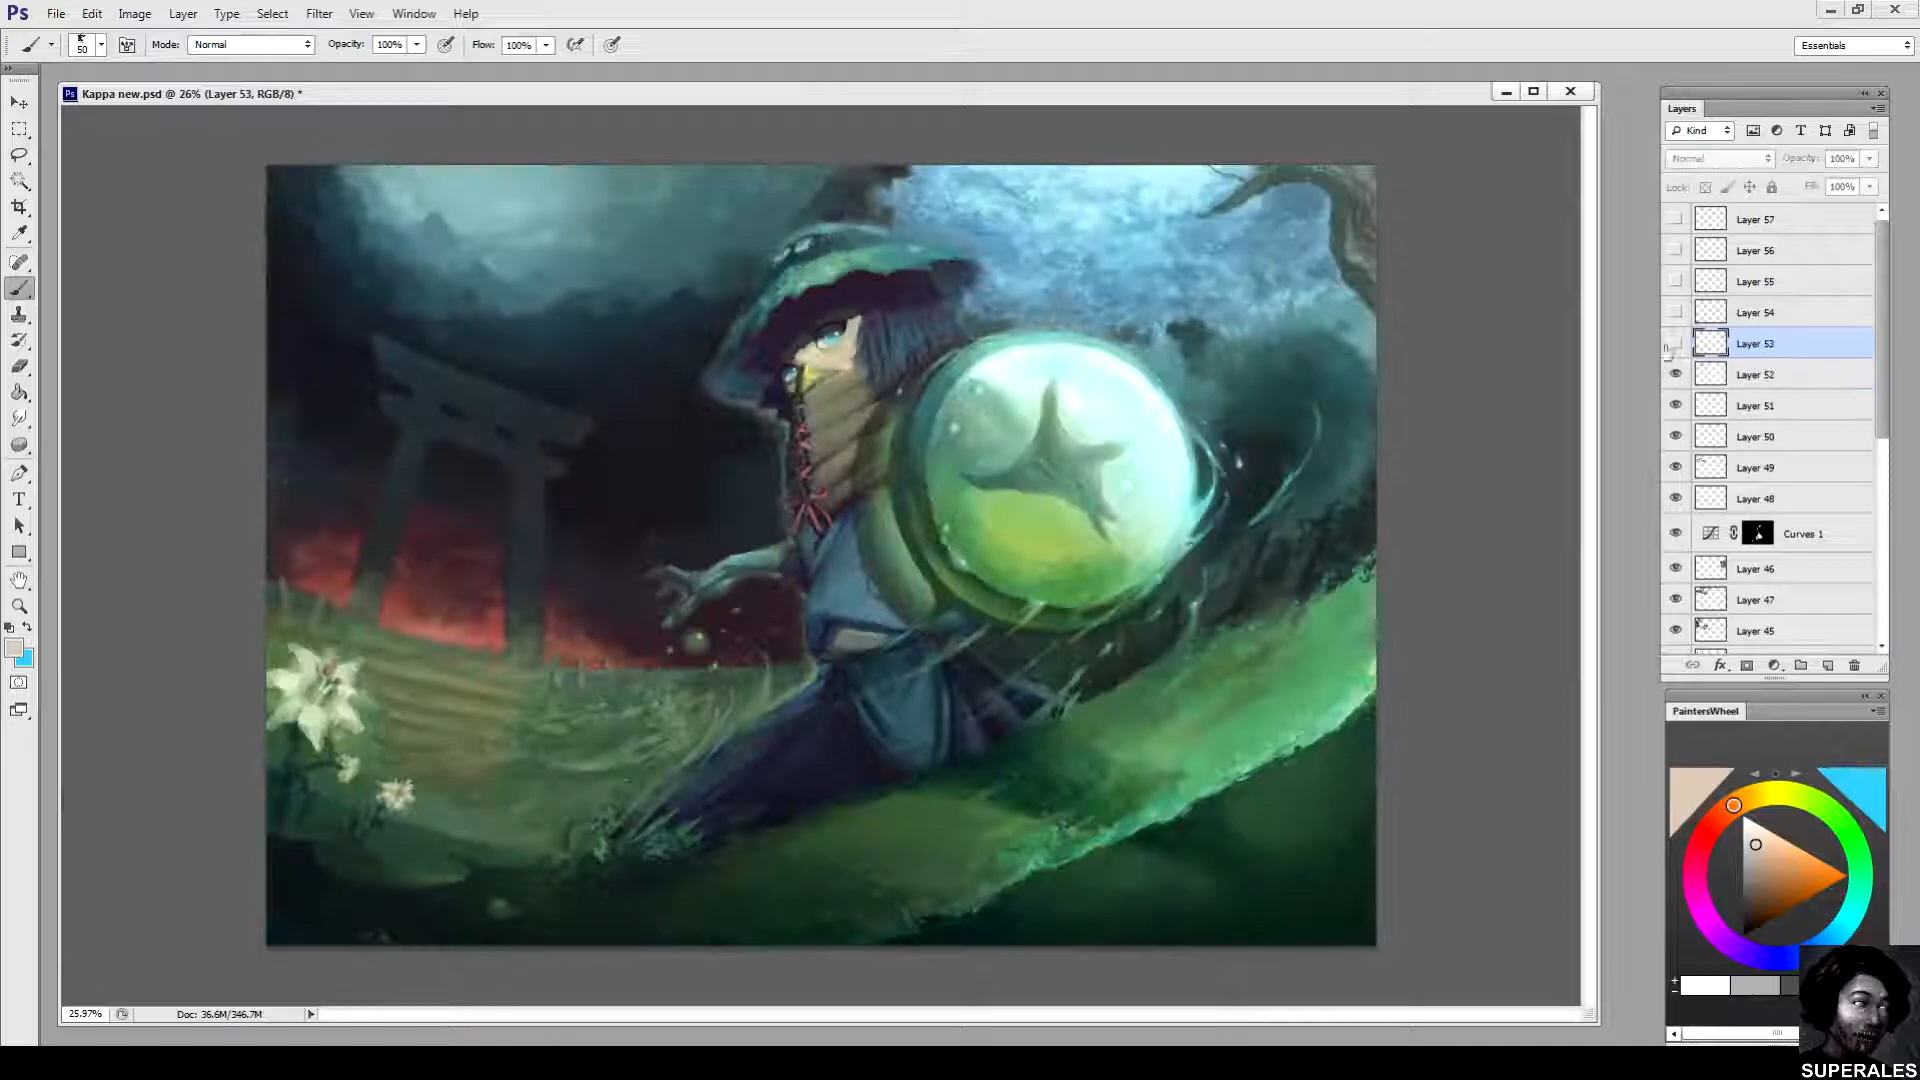 Ps File Edit Image Layer Type Select Filter View Window Help
50 Mode: Normal Opacity: 100% Flow: 100% Essentials
Ps Kappa new.psd @ 26% (Layer 53, RGB/8) *
Layers
Kind
Normal Opacity: 100%
Lock: Fill: 100%
Layer 57
Layer 56
Layer 55
Layer 54
Layer 53
Layer 52
Layer 51
Layer 50
Layer 49
Layer 48
Curves 1
Layer 46
Layer 47
Layer 45
fx
PaintersWheel
25.97% Doc: 36.6M/346.7M
SUPERALES